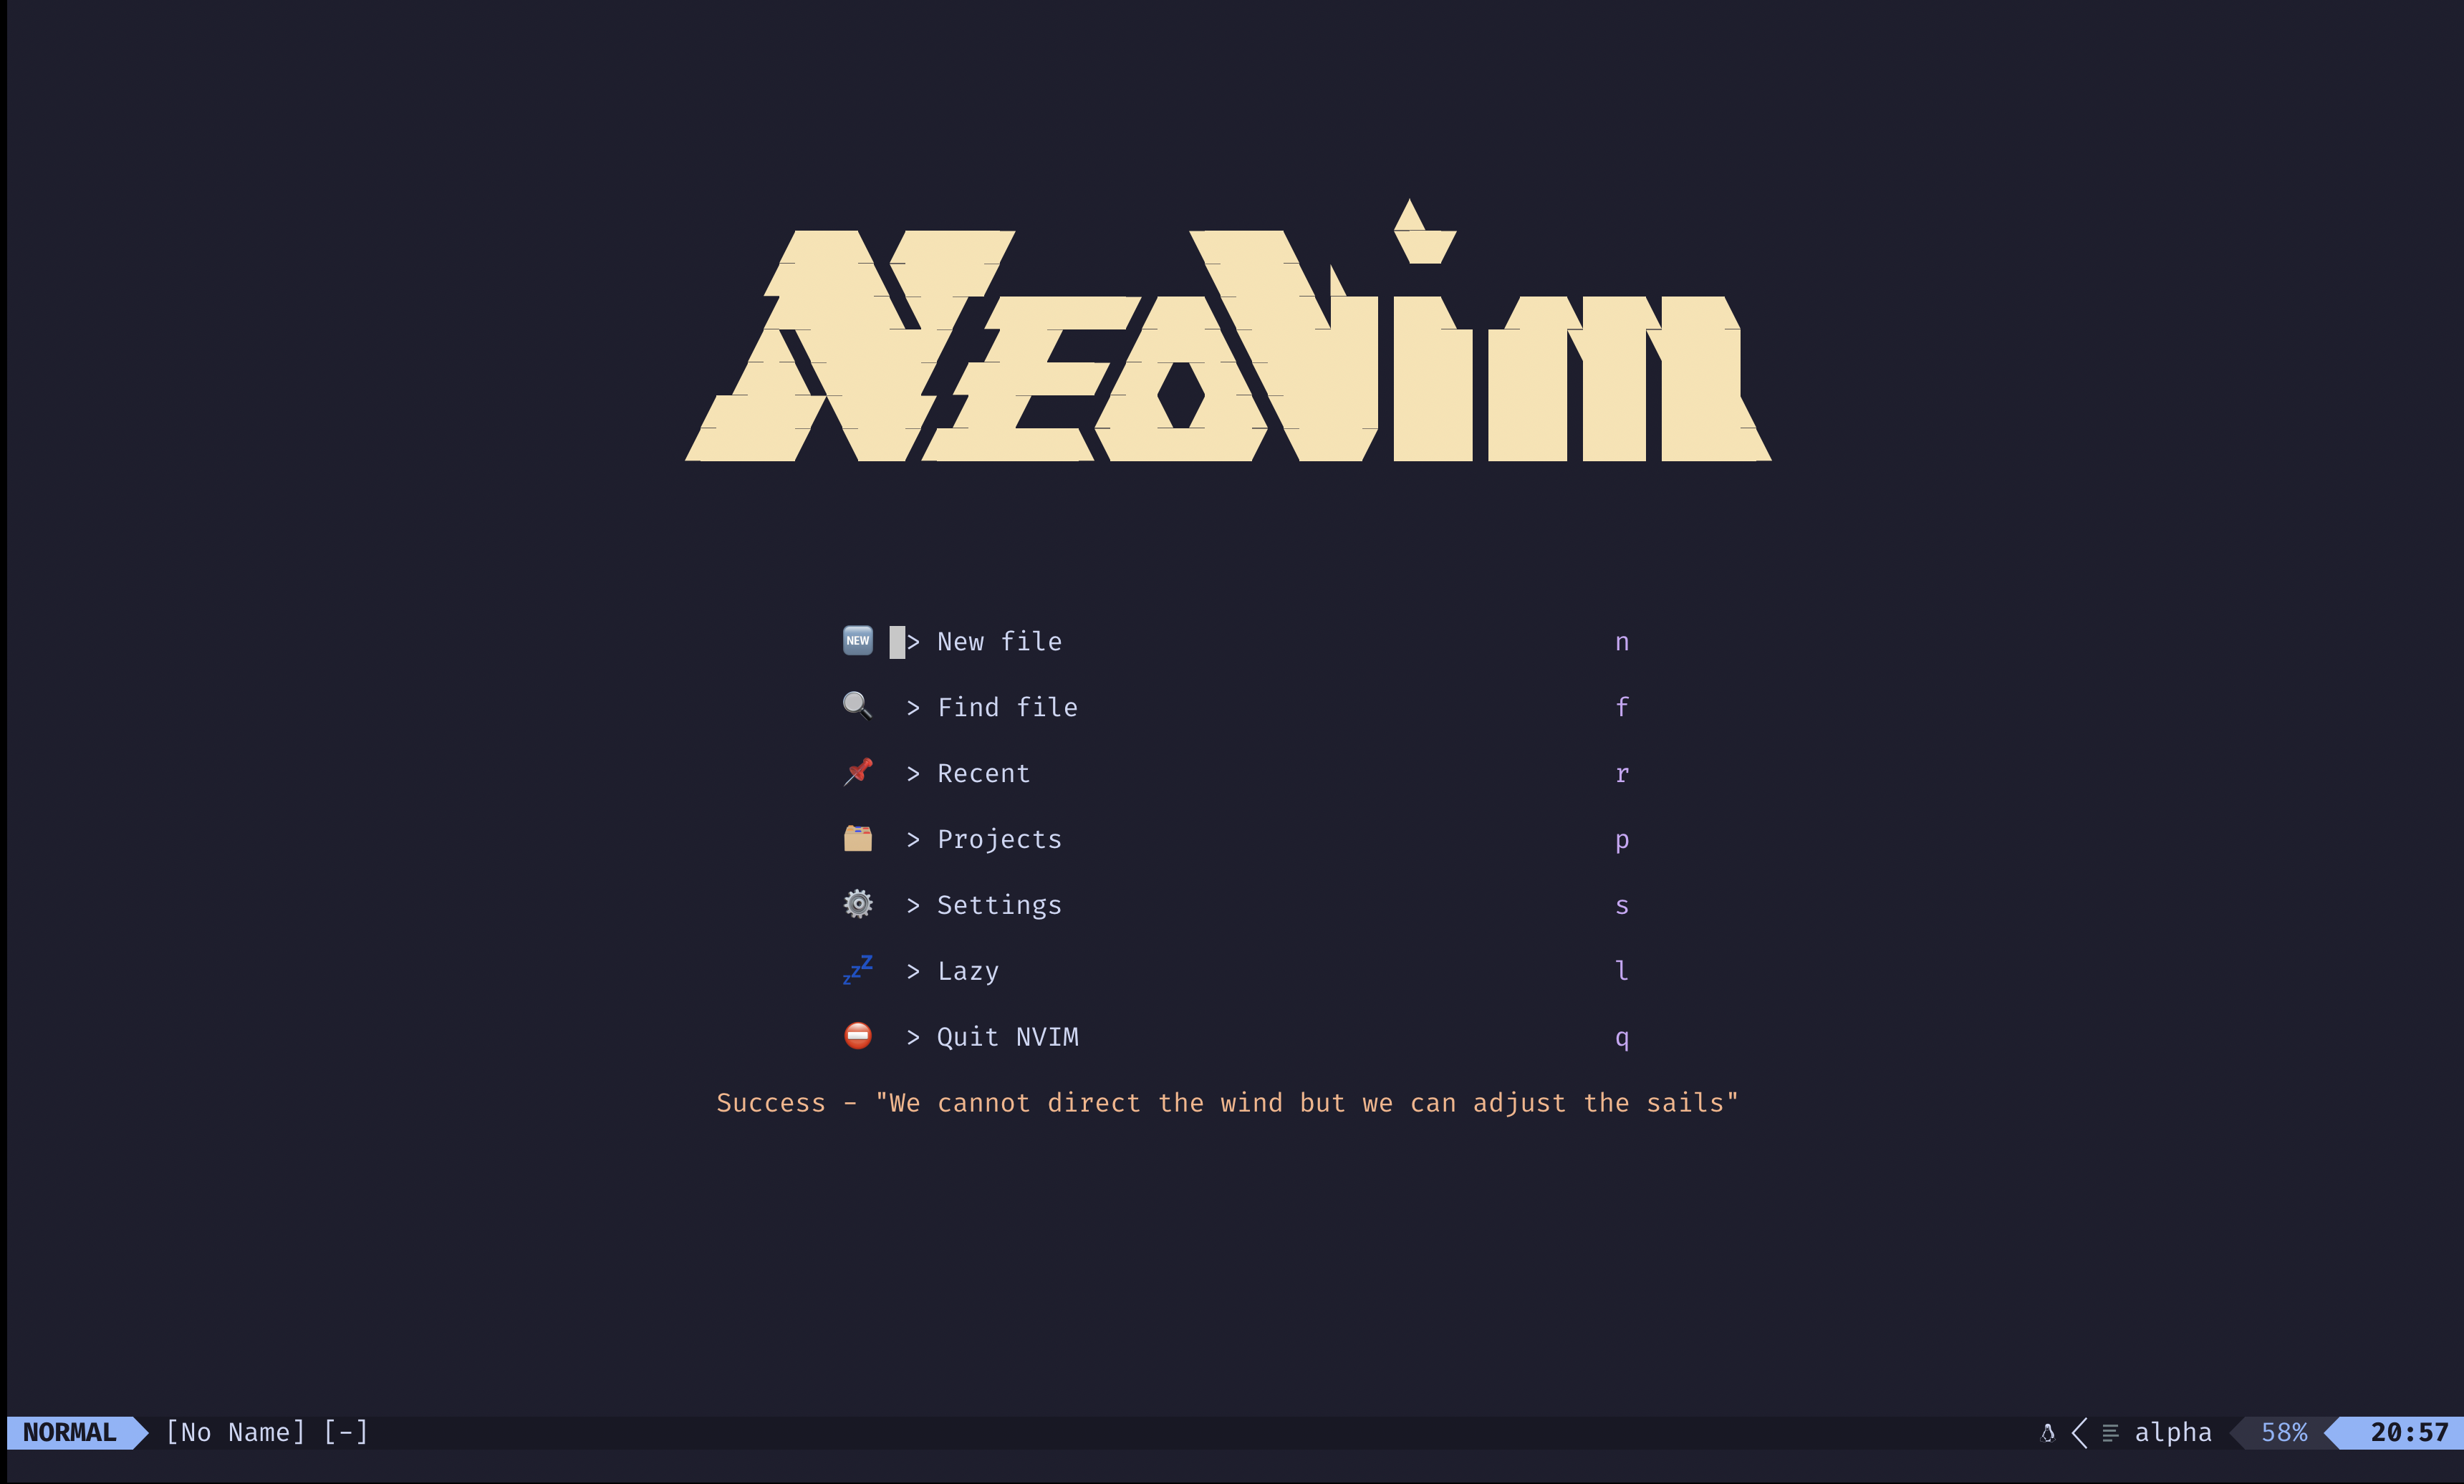 NEOVim
NEW > New file n
> Find file f
> Recent r
> Projects p
> Settings s
zzZ > Lazy l
> Quit NVIM q
Success - "We cannot direct the wind but we can adjust the sails"
NORMAL [No Name] [-] alpha 58% 20:57